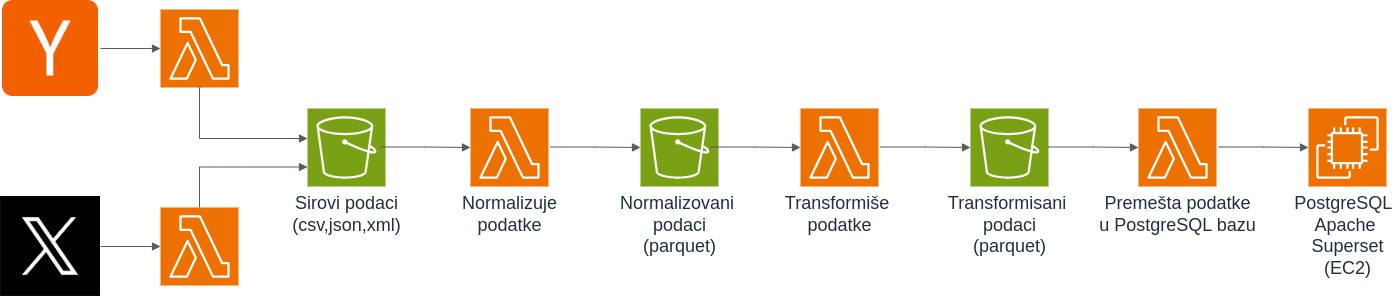 Y
Sirovi podaci
(csv,json,xml)
Normalizuje
podatke
Normalizovani
podaci
(parquet)
Transformiše
podatke
Transformisani
podaci
(parquet)
Premešta podatke
u PostgreSQL bazu
PostgreSQL
Apache
Superset
(EC2)
X